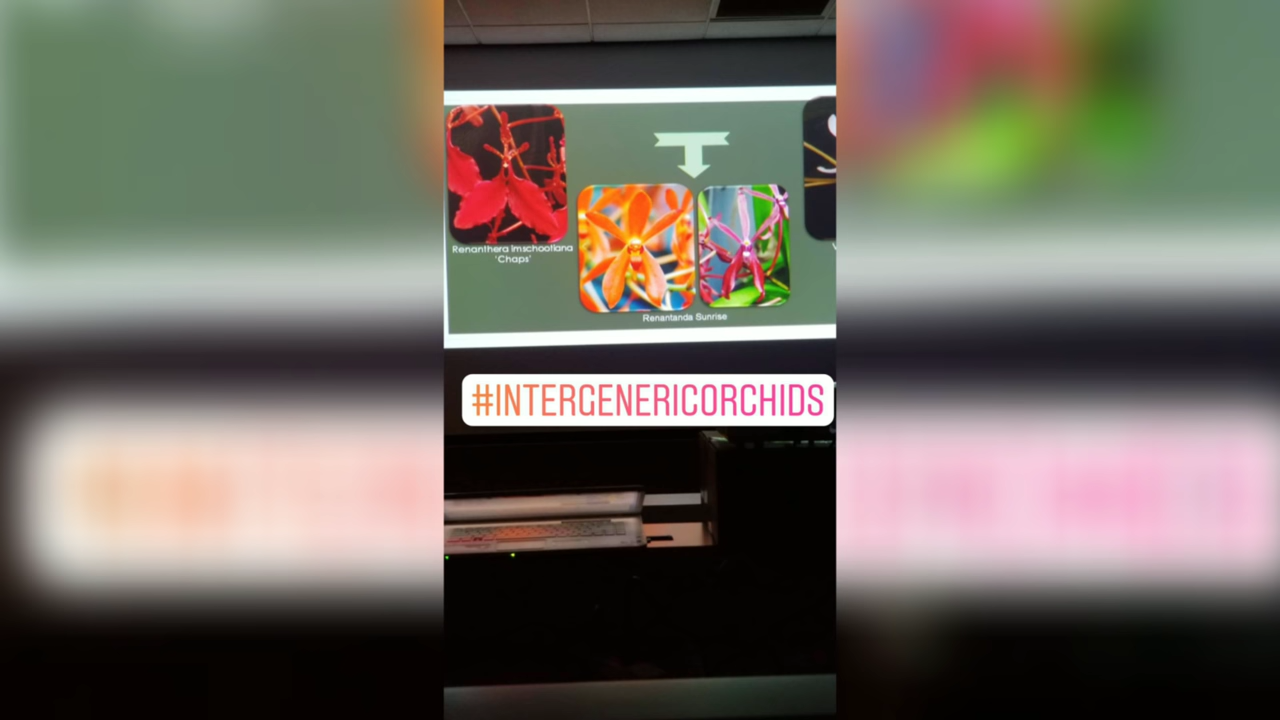 Renanthera Imschootiana
'Chaps'
Renantanda Sunrise
#INTERGENERICORCHIDS